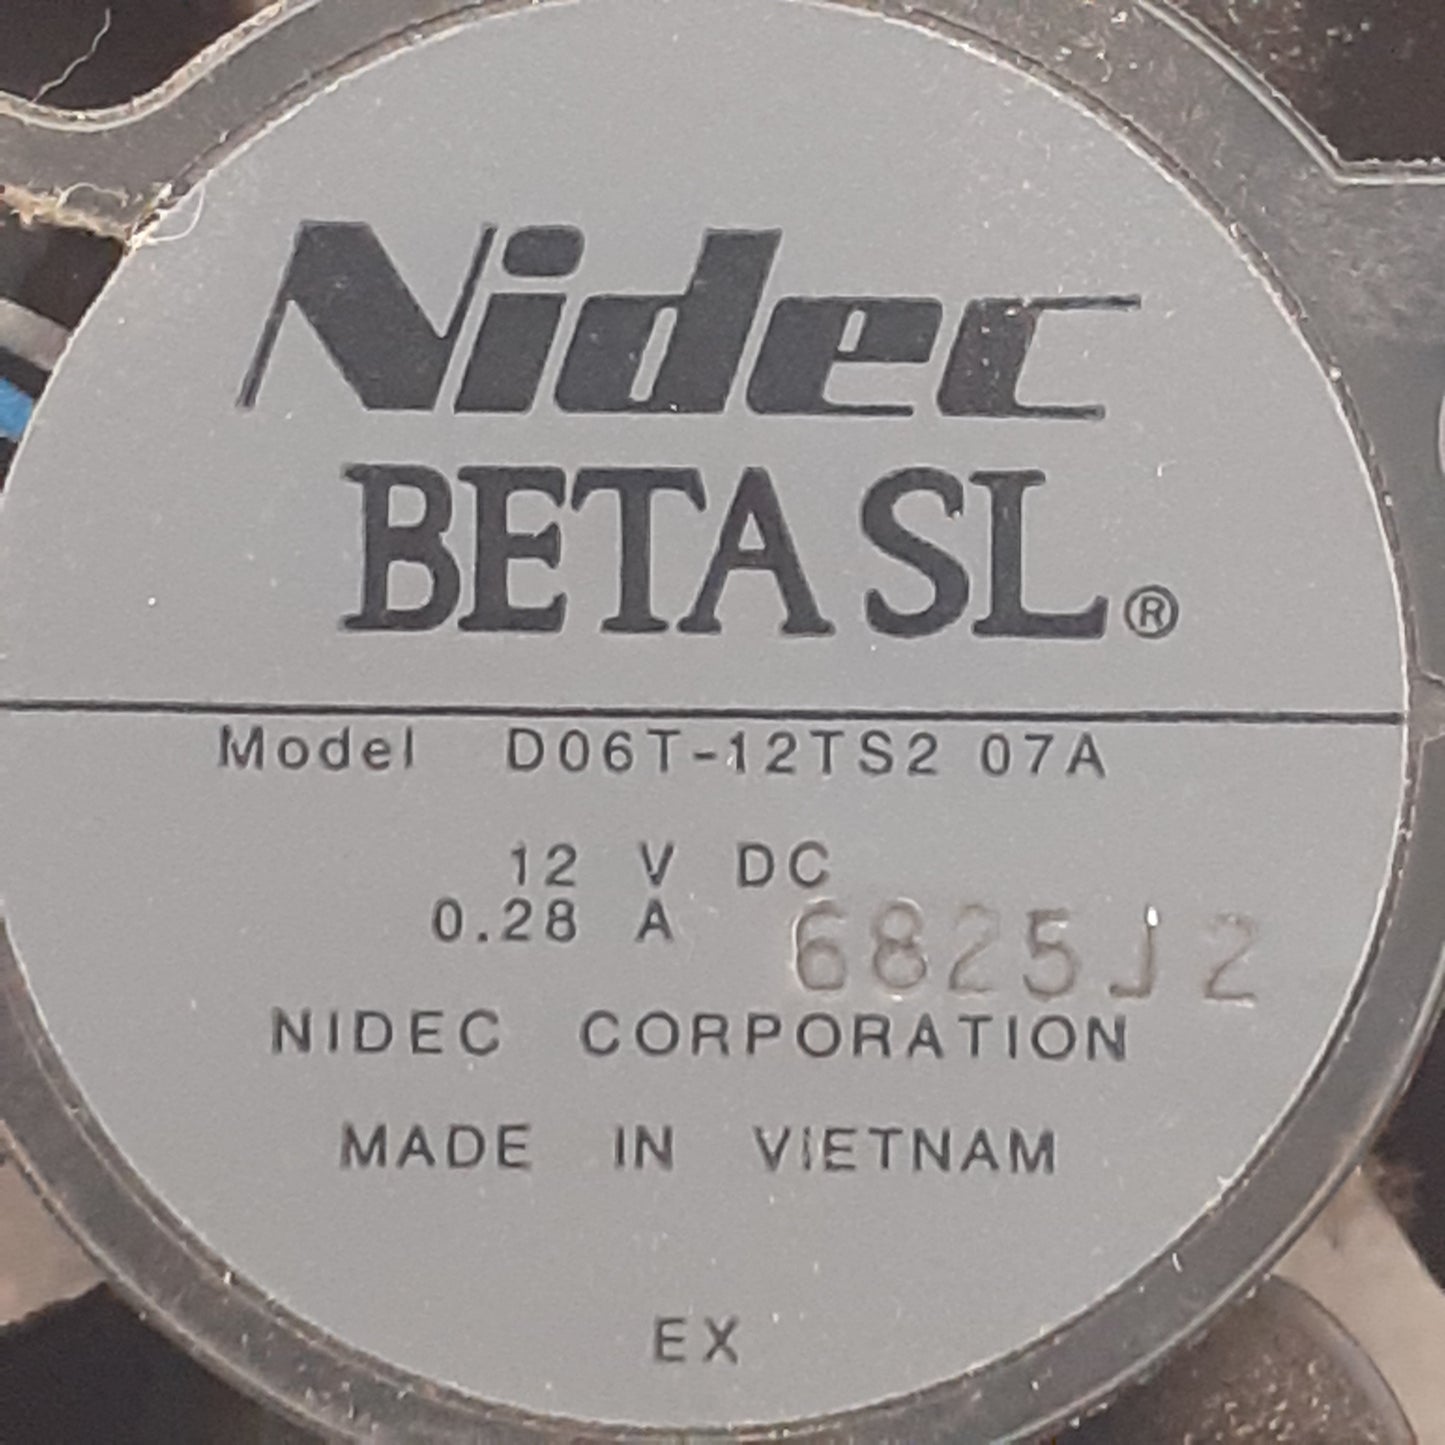 Nidec
BETA SL®
Model D06T-12TS2 07A
12 V DC
0.28 A 6825J2
NIDEC CORPORATION
MADE IN VIETNAM
EX